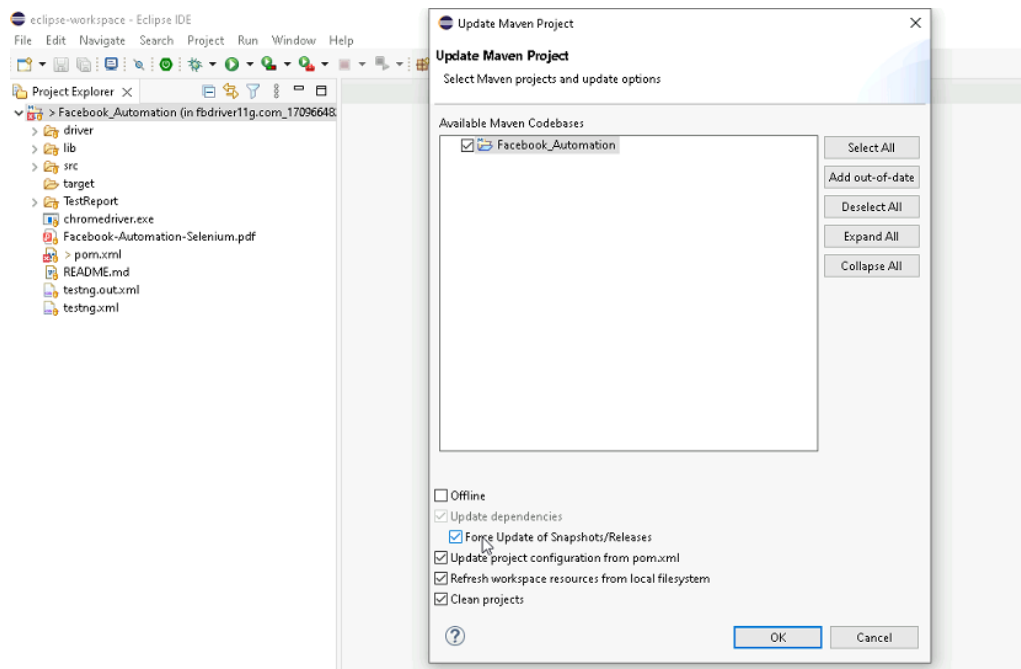 eclipse-workspace - Eclipse IDE
File Edit Navigate Search Project Run Window Help
Project Explorer
> Facebook_Automation (in fbdriver11g.com_17096648
driver
lib
src
target
TestReport
chromedriver.exe
Facebook-Automation-Selenium.pdf
> pom.xml
README.md
testng.out.xml
testng.xml
Update Maven Project
Update Maven Project
Select Maven projects and update options
Available Maven Codebases
Facebook_Automation
Select All
Add out-of-date
Deselect All
Expand All
Collapse All
Offline
Update dependencies
Force Update of Snapshots/Releases
Update project configuration from pom.xml
Refresh workspace resources from local filesystem
Clean projects
OK
Cancel